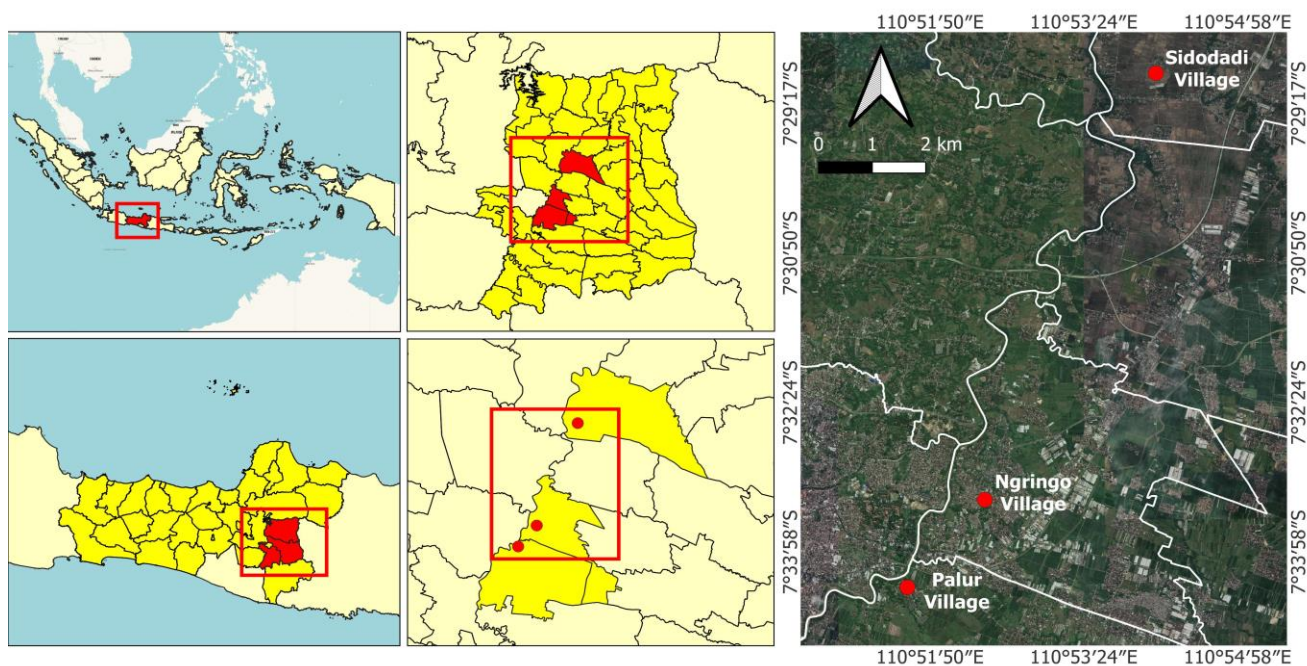 110°51′50″E 110°53′24″E 110°54′58″E
Sidodadi
Village
0 1 2 km
7°29′17″S
7°30′50″S
7°32′24″S
7°33′58″S
7°29′17″S
7°30′50″S
7°32′24″S
7°33′58″S
Ngringo
Village
Palur
Village
110°51′50″E 110°53′24″E 110°54′58″E